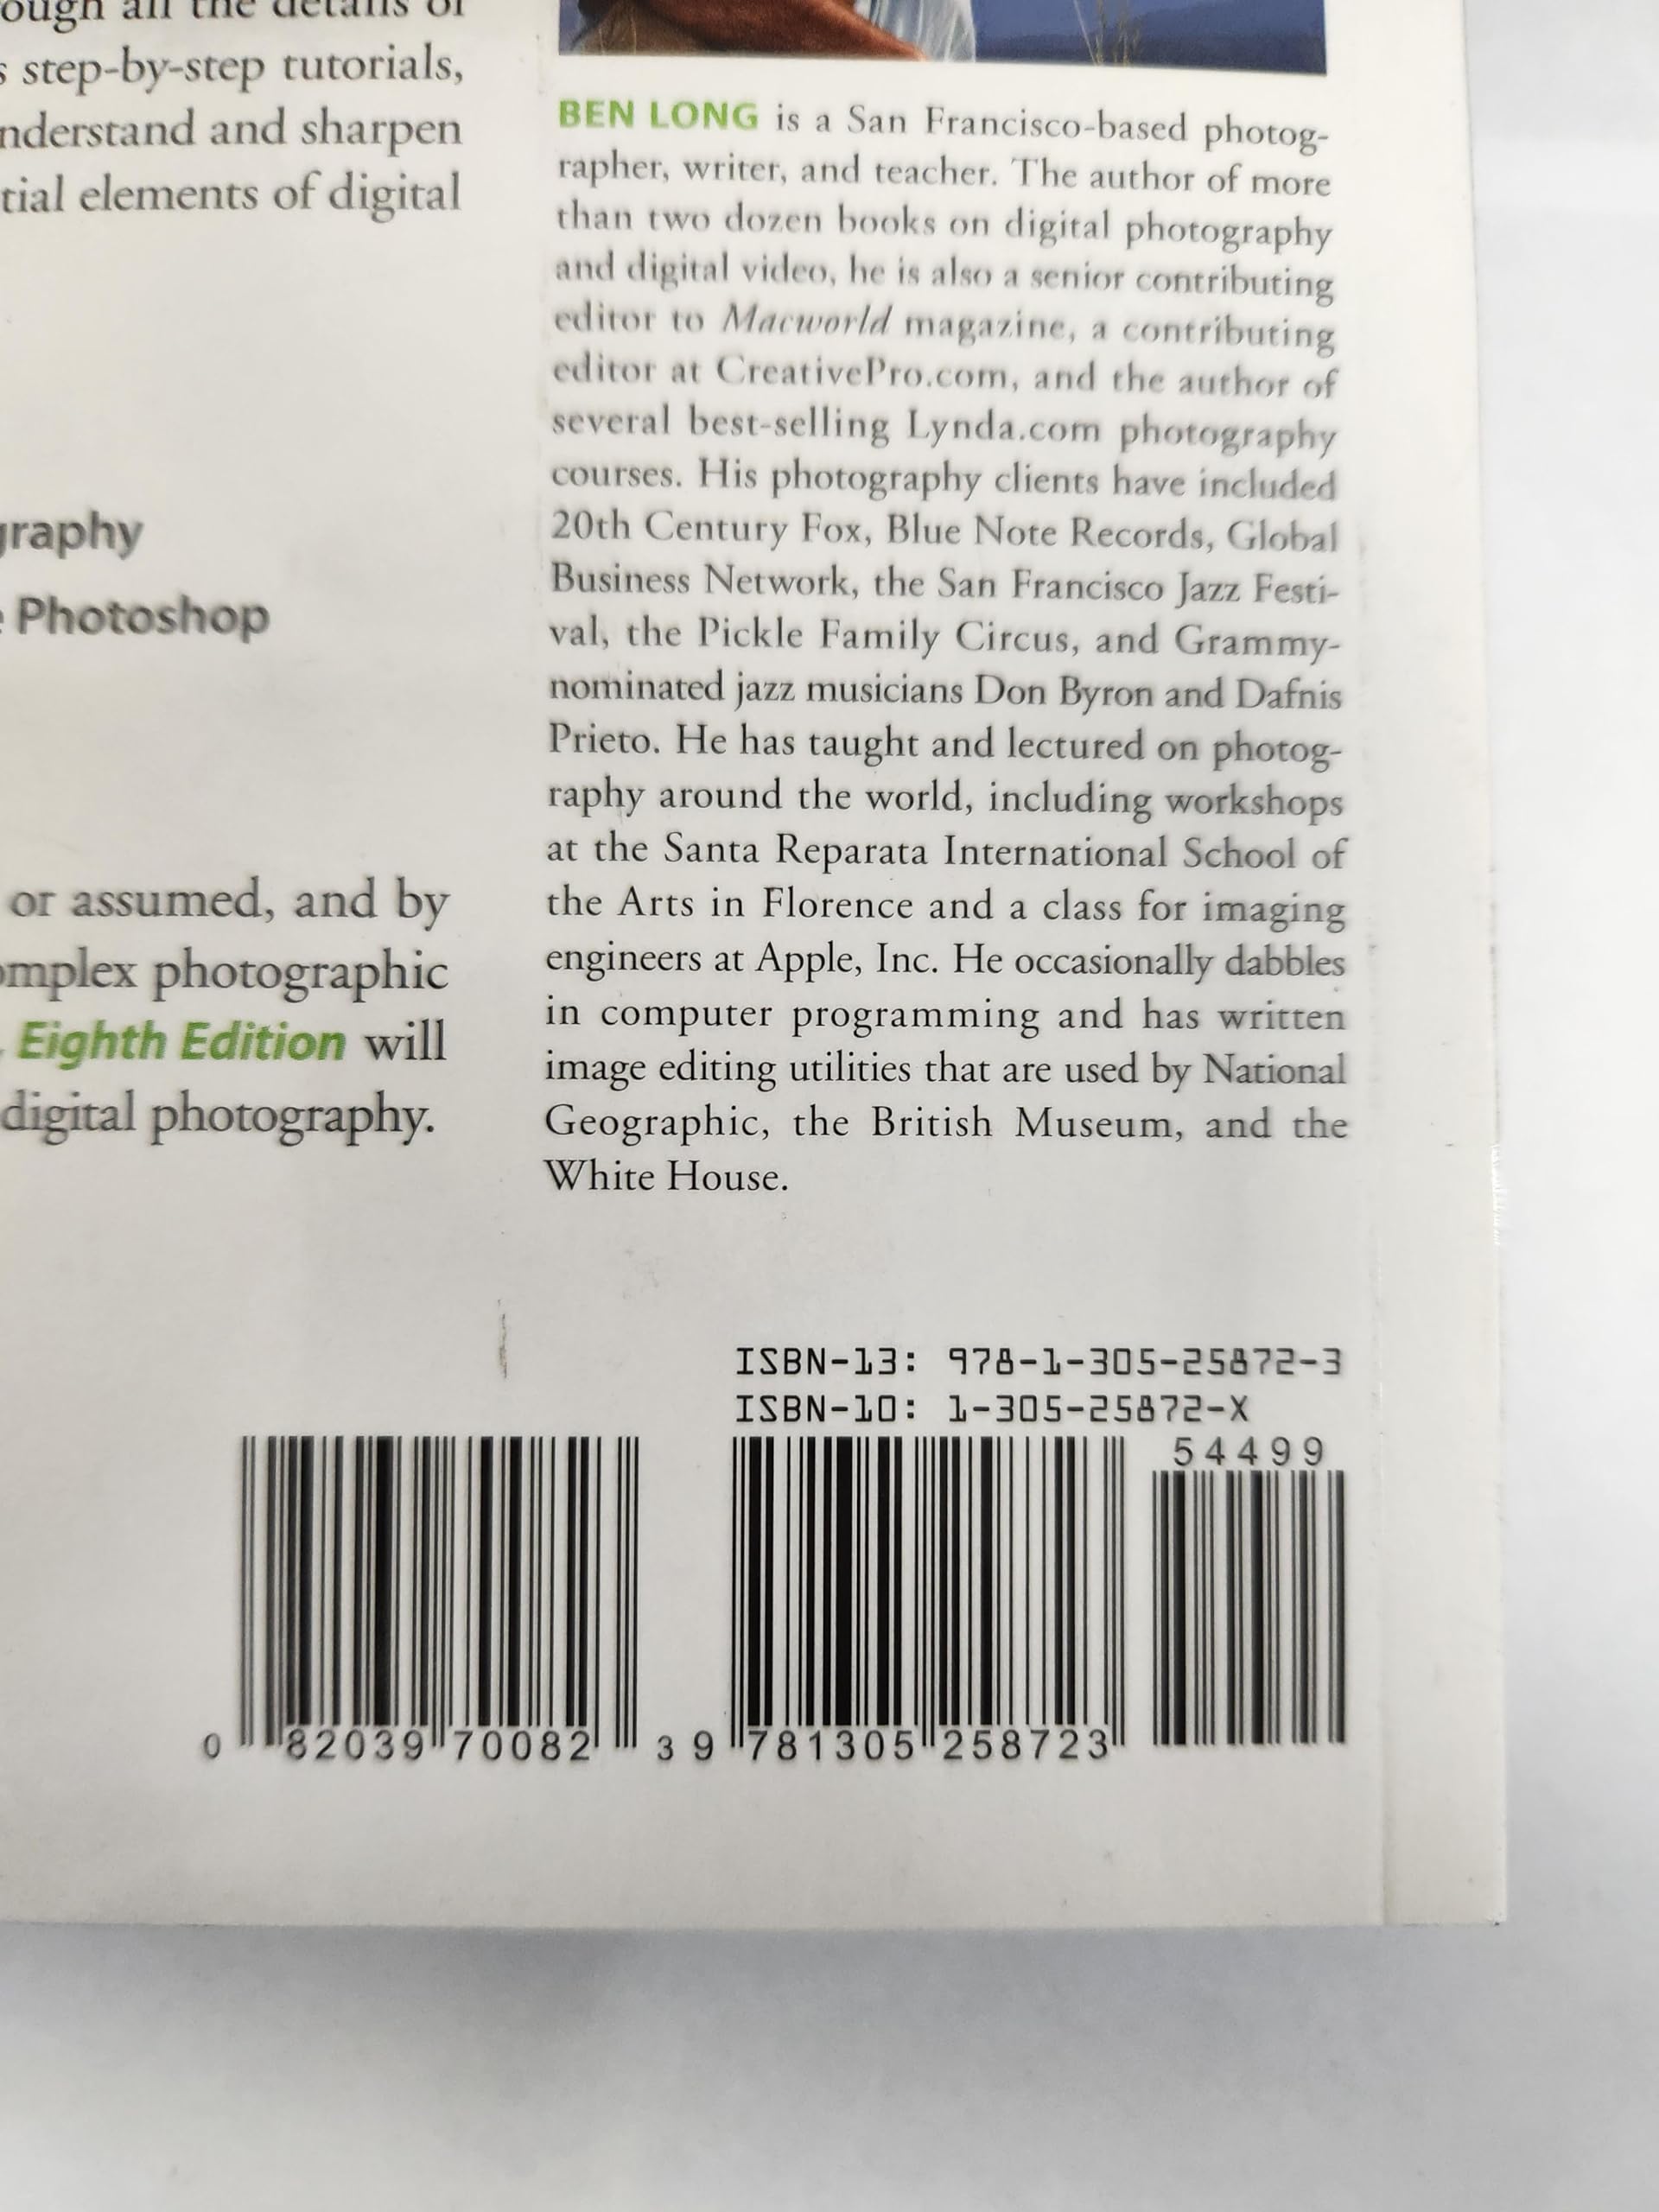 ough all the details of
s step-by-step tutorials,
nderstand and sharpen
tial elements of digital
graphy
e Photoshop
or assumed, and by
omplex photographic
Eighth Edition will
digital photography.
BEN LONG is a San Francisco-based photog-
rapher, writer, and teacher. The author of more
than two dozen books on digital photography
and digital video, he is also a senior contributing
editor to Macworld magazine, a contributing
editor at CreativePro.com, and the author of
several best-selling Lynda.com photography
courses. His photography clients have included
20th Century Fox, Blue Note Records, Global
Business Network, the San Francisco Jazz Festi-
val, the Pickle Family Circus, and Grammy-
nominated jazz musicians Don Byron and Dafnis
Prieto. He has taught and lectured on photog-
raphy around the world, including workshops
at the Santa Reparata International School of
the Arts in Florence and a class for imaging
engineers at Apple, Inc. He occasionally dabbles
in computer programming and has written
image editing utilities that are used by National
Geographic, the British Museum, and the
White House.
ISBN-13: 978-1-305-25872-3
ISBN-10: 1-305-25872-X
54499
0 82039 70082 3
9 781305 258723